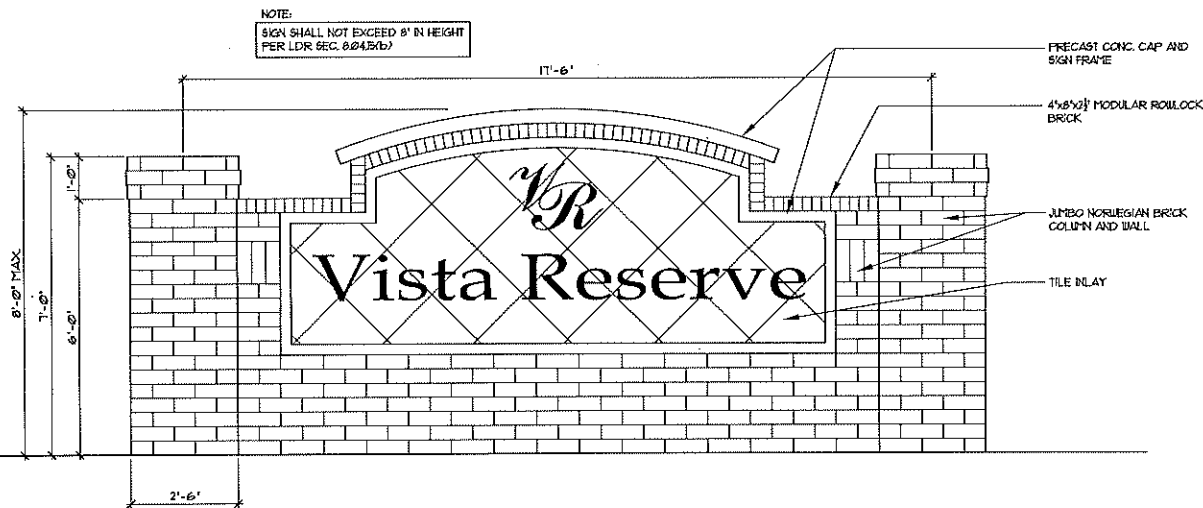 NOTE:
SIGN SHALL NOT EXCEED 8' IN HEIGHT
PER LDR SEC. 8.04.5(b)
17'-6"
PRECAST CONC. CAP AND
SIGN FRAME
4"x8"x2½" MODULAR ROWLOCK
BRICK
JUMBO NORWEGIAN BRICK
COLUMN AND WALL
TILE INLAY
8'-0" MAX.
7'-0"
6'-0"
1'-0"
VR
Vista Reserve
2'-6"